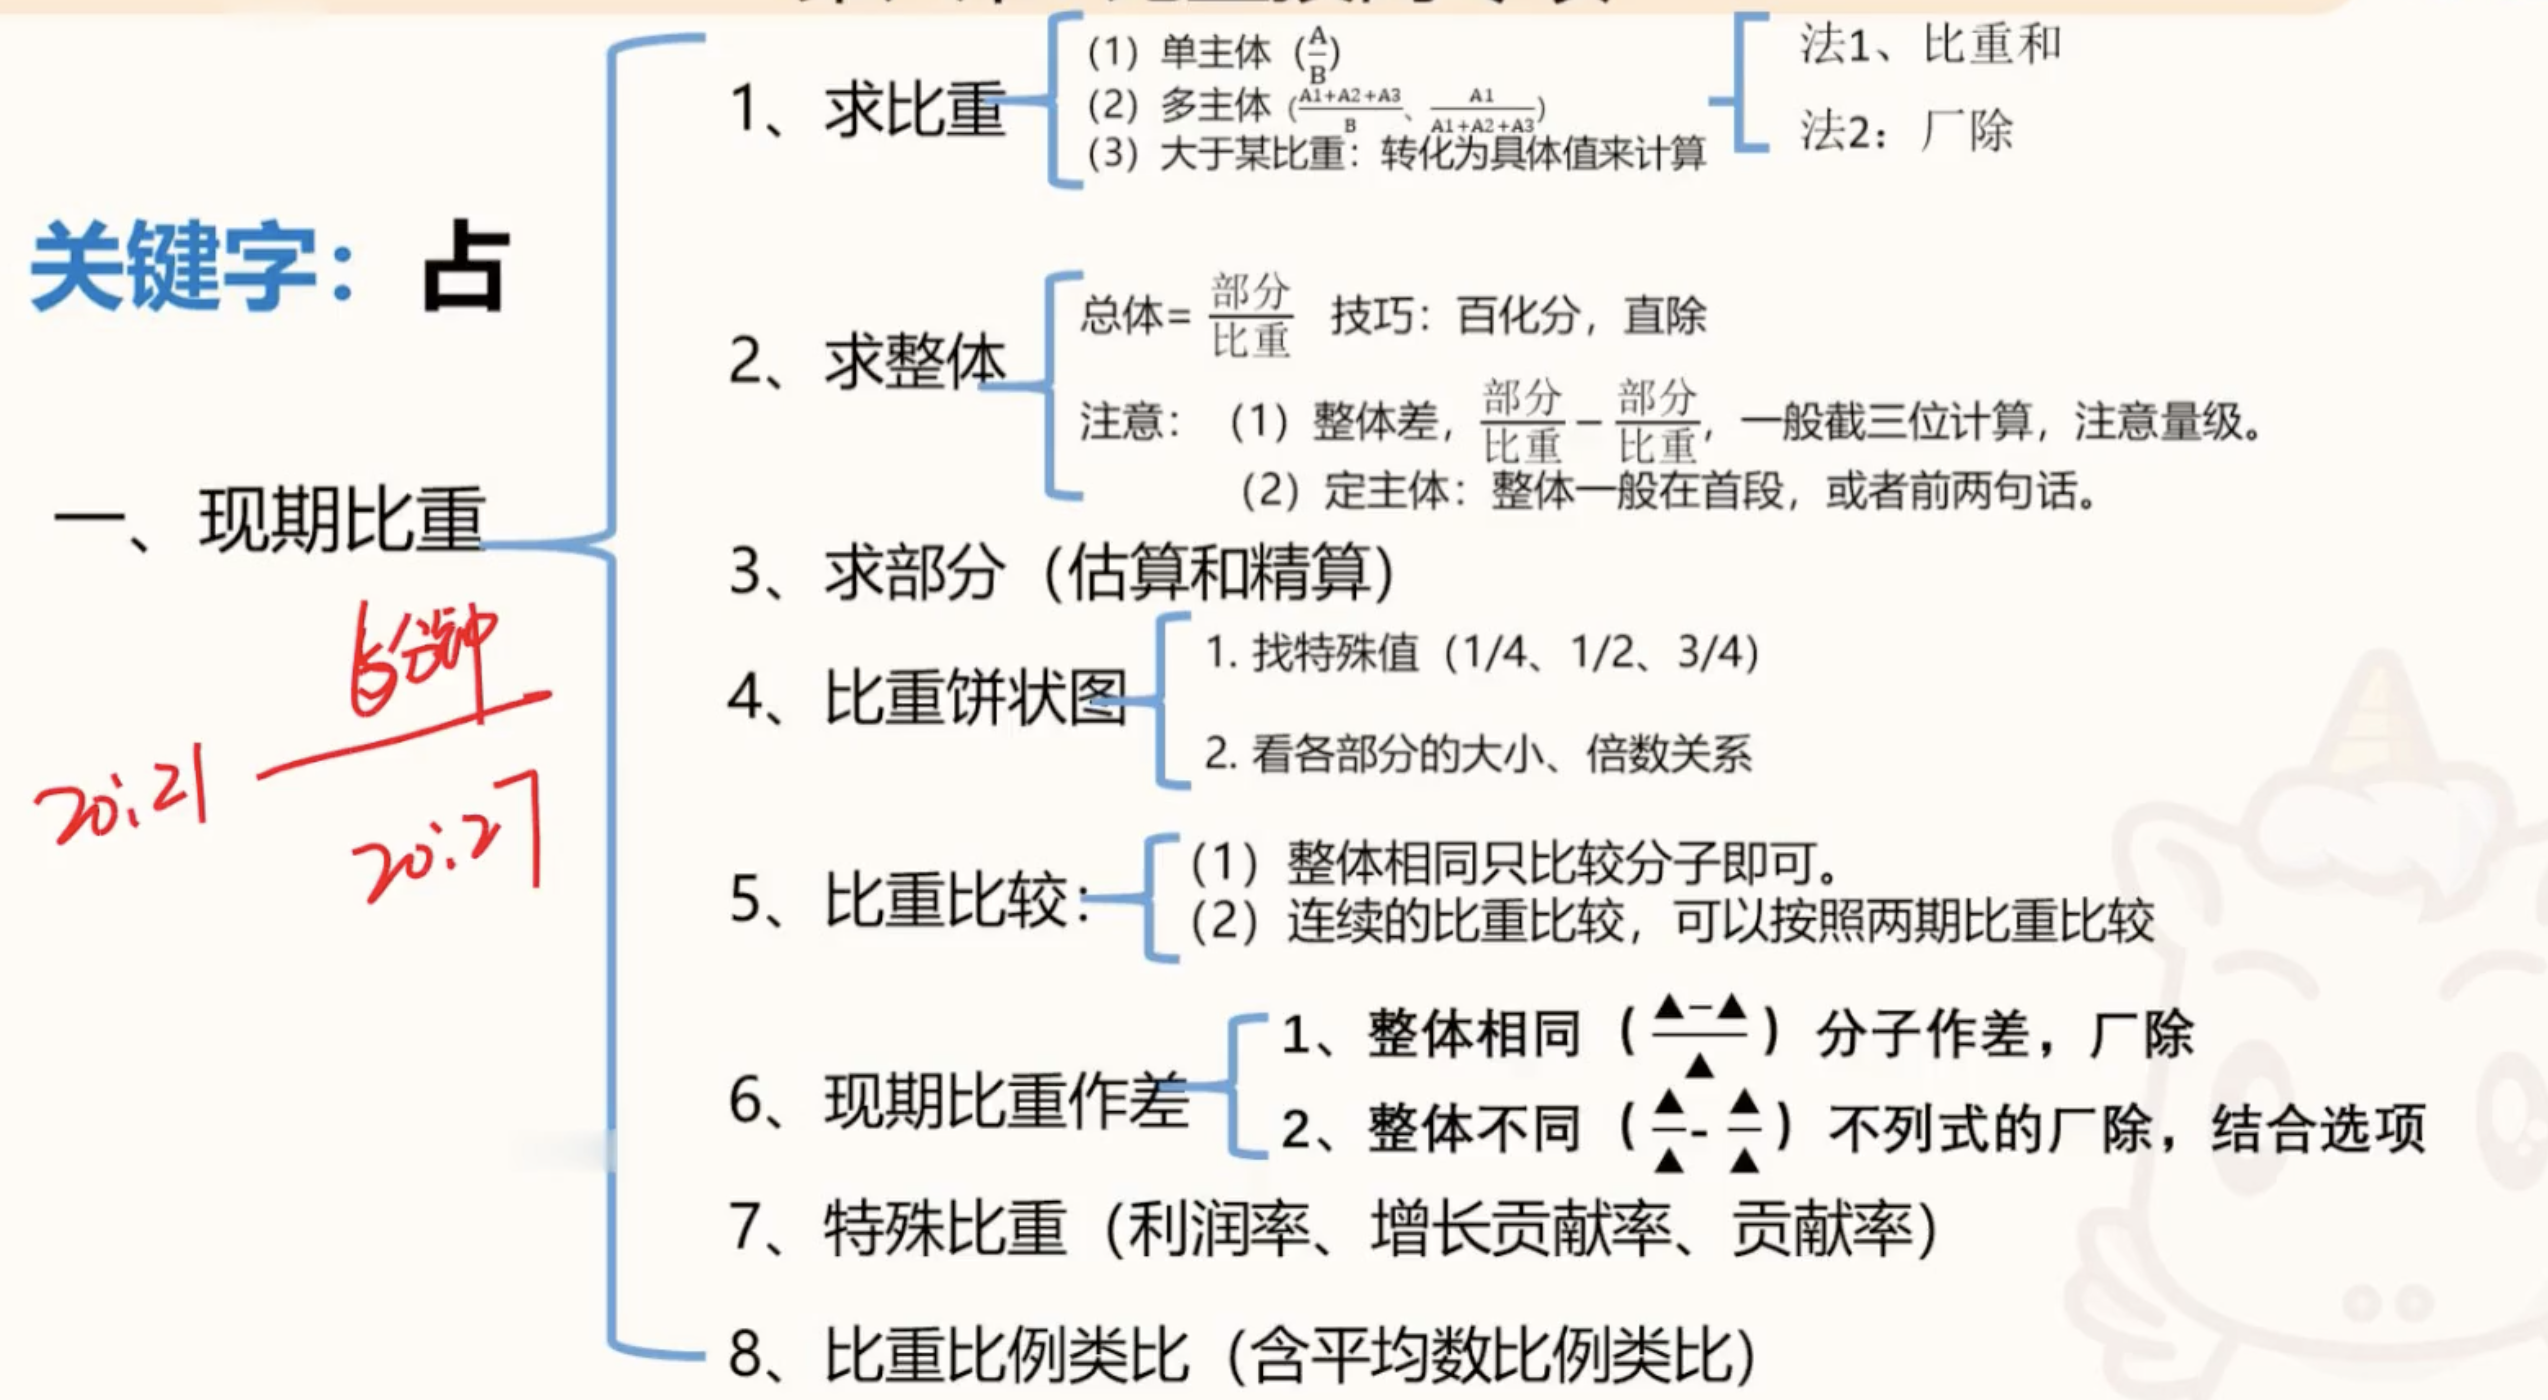 关键字：占
一、现期比重
6分钟
20:21
20:27
1、求比重
（1）单主体（A/B）
（2）多主体（A1+A2+A3/B、A1/A1+A2+A3）
（3）大于某比重：转化为具体值来计算
法1、比重和
法2：厂除
2、求整体
总体=部分/比重 技巧：百化分，直除
注意：（1）整体差，部分/比重−部分/比重，一般截三位计算，注意量级。
（2）定主体：整体一般在首段，或者前两句话。
3、求部分（估算和精算）
4、比重饼状图
1. 找特殊值（1/4、1/2、3/4）
2. 看各部分的大小、倍数关系
5、比重比较：
（1）整体相同只比较分子即可。
（2）连续的比重比较，可以按照两期比重比较
6、现期比重作差
1、整体相同（▲−▲/▲）分子作差，厂除
2、整体不同（▲/▲-▲/▲）不列式的厂除，结合选项
7、特殊比重（利润率、增长贡献率、贡献率）
8、比重比例类比（含平均数比例类比）